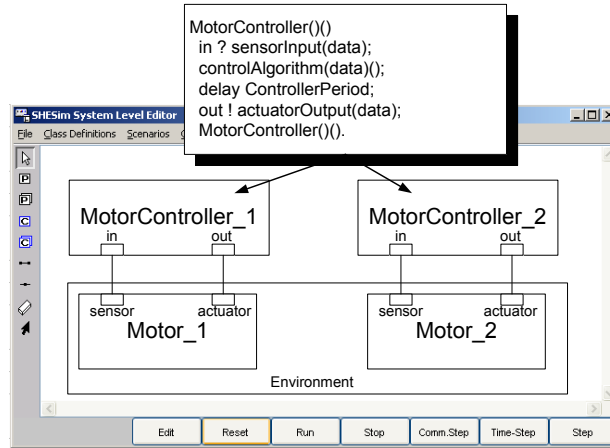 MotorController()()
in ? sensorInput(data);
controlAlgorithm(data)();
delay ControllerPeriod;
out ! actuatorOutput(data);
MotorController()().
SHESim System Level Editor
File Class Definitions Scenarios
P
P
C
C
MotorController_1 MotorController_2
in out in out
sensor actuator sensor actuator
Motor_1 Motor_2
Environment
Edit Reset Run Stop Comm.Step Time-Step Step